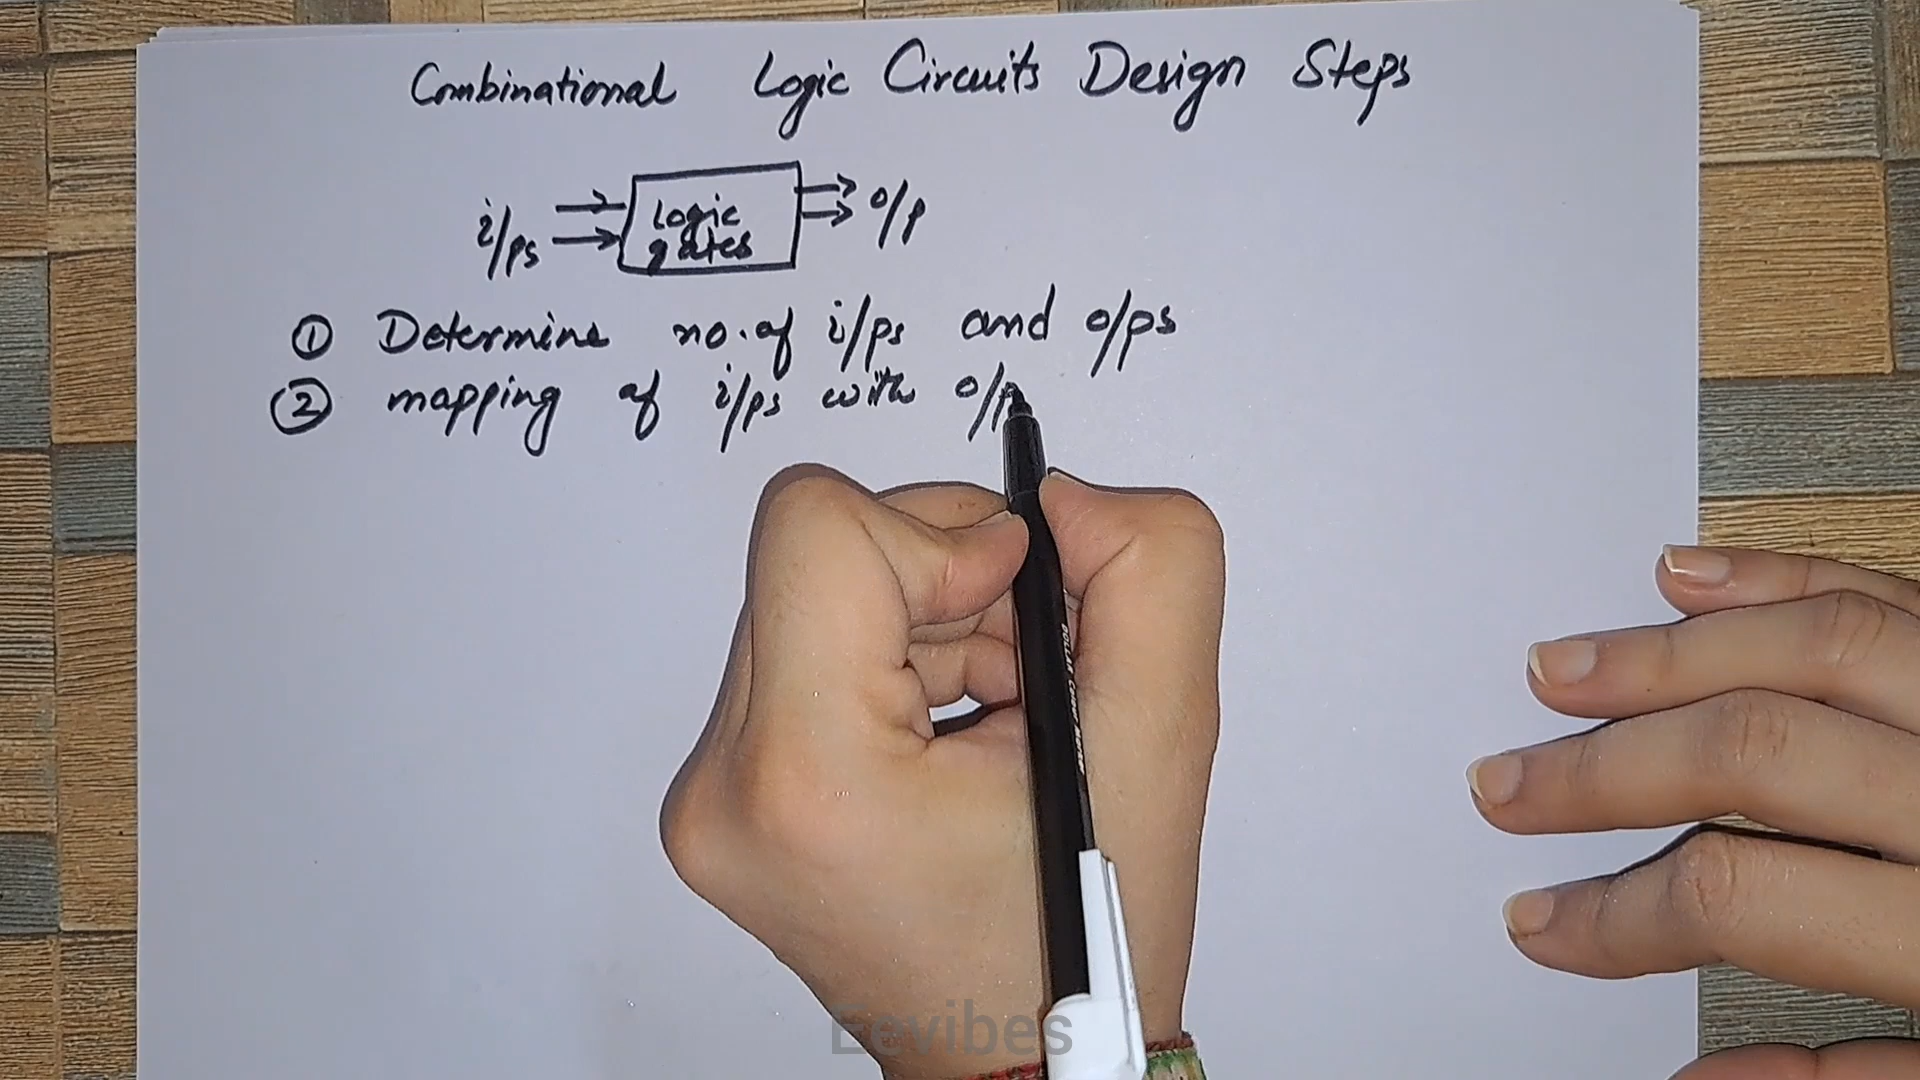 Combinational Logic Circuits Design Steps
i/ps Logic gates o/p
① Determine no. of i/ps and o/ps
② mapping of i/ps with o/p
Eevibes